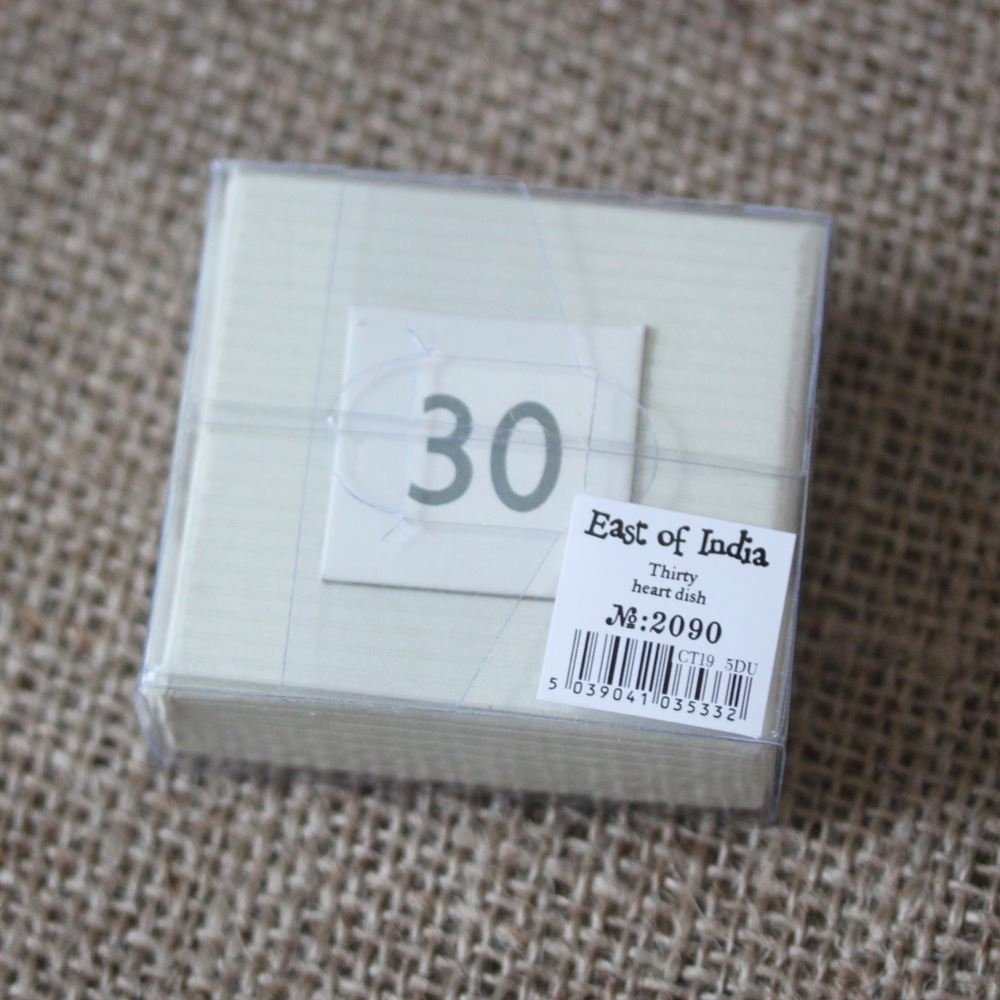 30
East of India
Thirty
heart dish
№:2090
CT19 5DU
5 039041 035332